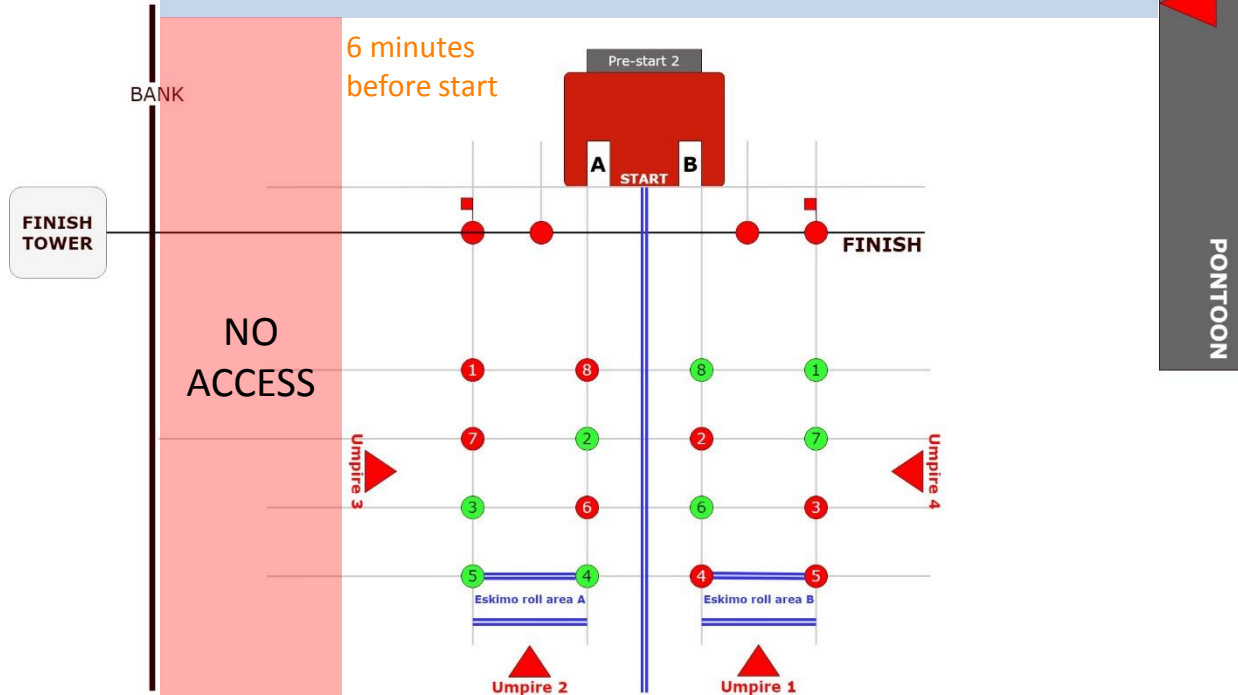 6 minutes
before start
Pre-start 2
BANK
A
B
START
FINISH
TOWER
FINISH
PONTOON
NO
ACCESS
1
8
8
1
7
2
2
7
Umpire 3
Umpire 4
3
6
6
3
5
4
4
5
Eskimo roll area A
Eskimo roll area B
Umpire 2
Umpire 1